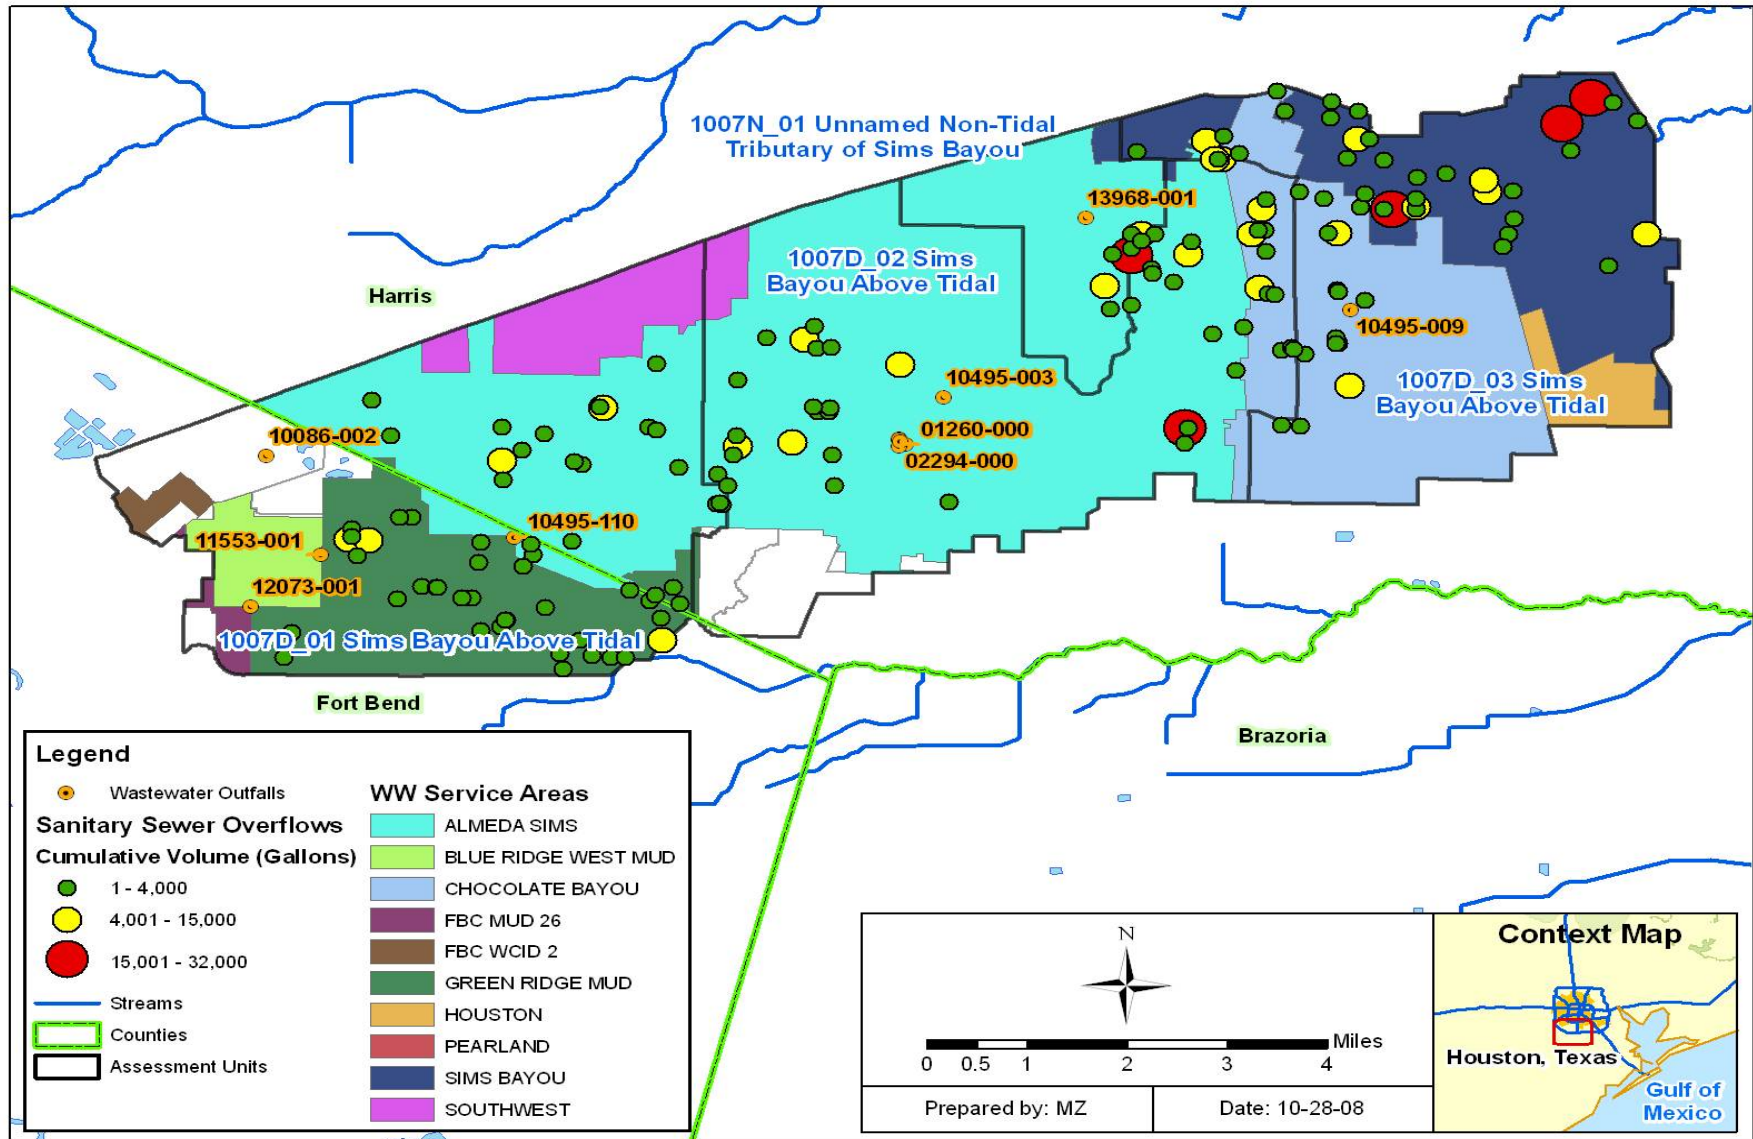 1007N_01 Unnamed Non-Tidal
Tributary of Sims Bayou
13968-001
1007D_02 Sims
Bayou Above Tidal
Harris
10495-009
10495-003
1007D_03 Sims
Bayou Above Tidal
01260-000
10086-002
02294-000
10495-110
11553-001
12073-001
1007D_01 Sims Bayou Above Tidal
Fort Bend
Brazoria
Legend
Wastewater Outfalls
Sanitary Sewer Overflows
Cumulative Volume (Gallons)
1 - 4,000
4,001 - 15,000
15,001 - 32,000
Streams
Counties
Assessment Units
WW Service Areas
ALMEDA SIMS
BLUE RIDGE WEST MUD
CHOCOLATE BAYOU
FBC MUD 26
FBC WCID 2
GREEN RIDGE MUD
HOUSTON
PEARLAND
SIMS BAYOU
SOUTHWEST
N
Miles
0 0.5 1 2 3 4
Prepared by: MZ
Date: 10-28-08
Context Map
Houston, Texas
Gulf of
Mexico